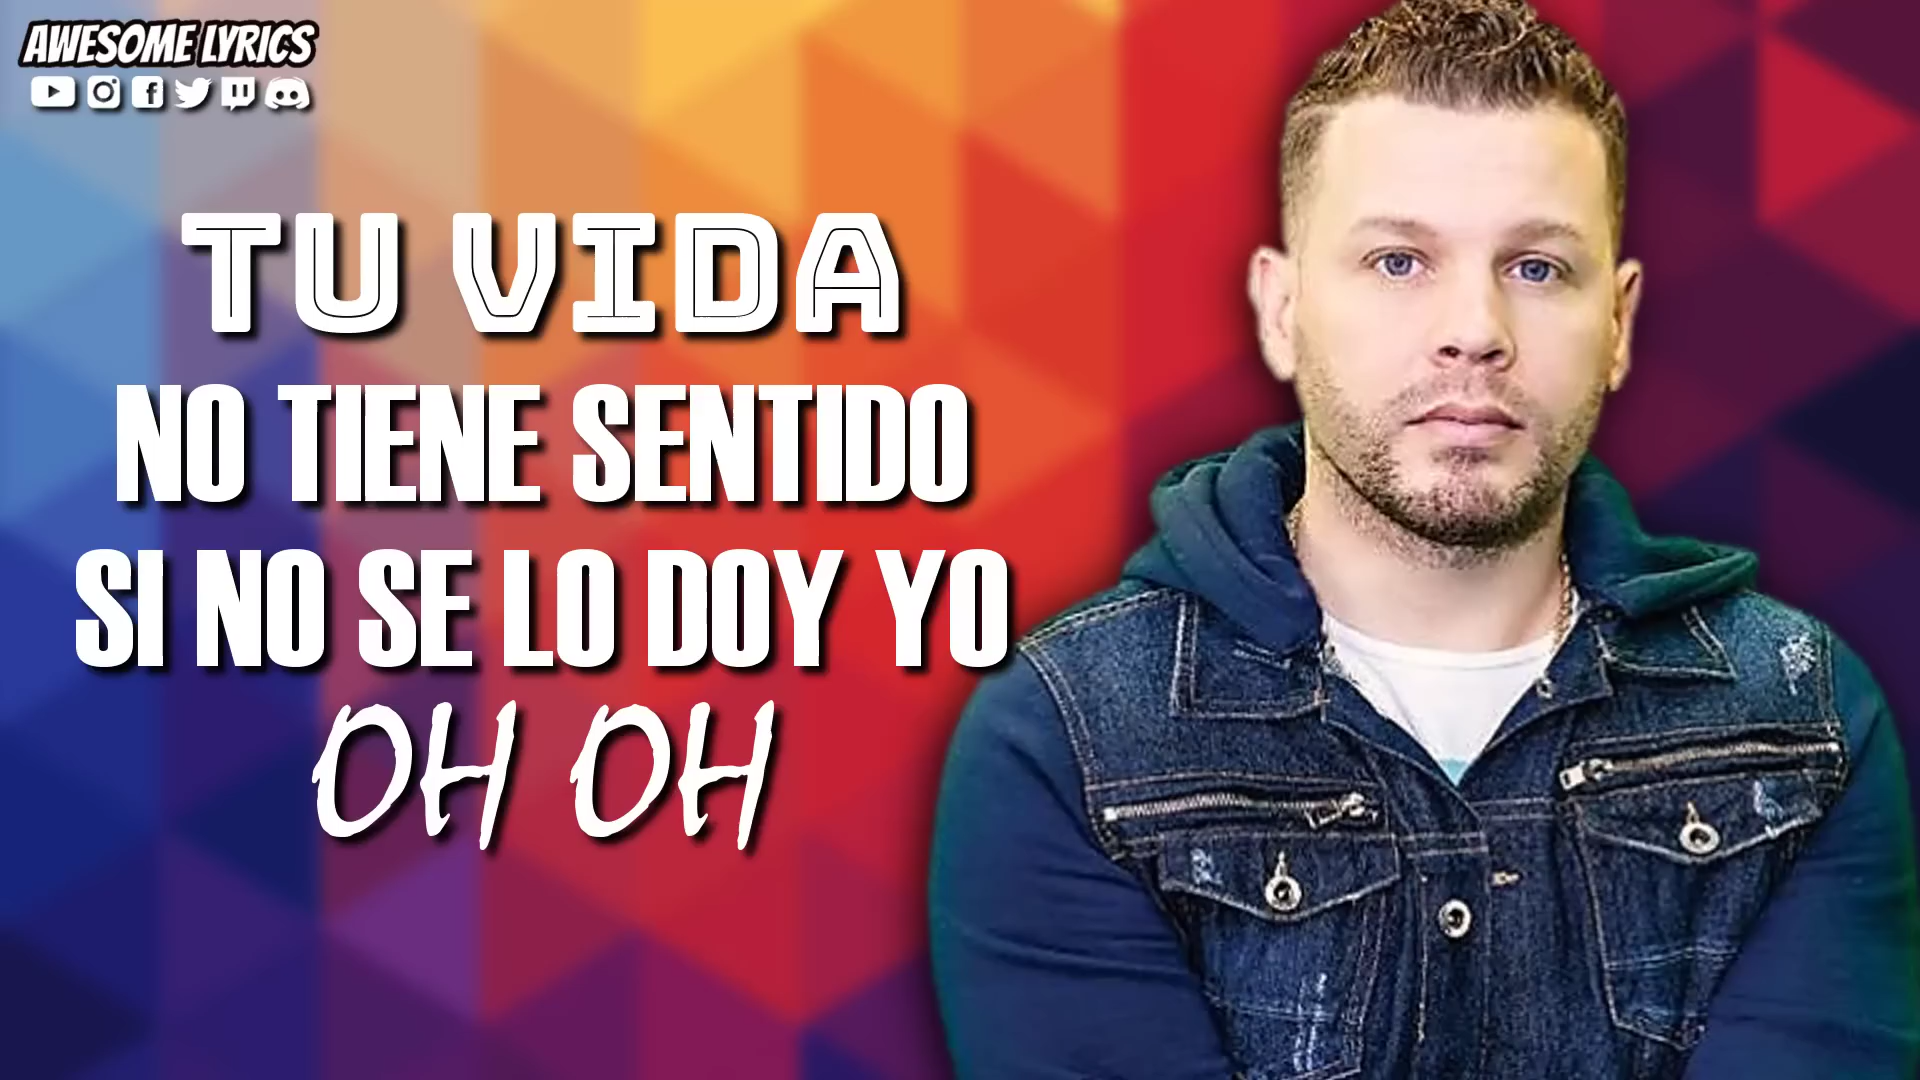 AWESOME LYRICS
TU VIDA
NO TIENE SENTIDO
SI NO SE LO DOY YO
OH OH